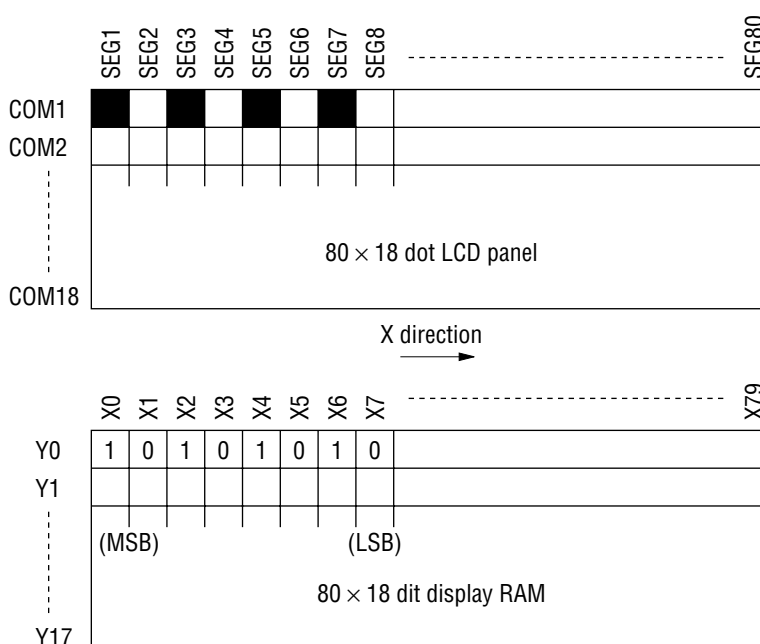 SEG1 SEG2 SEG3 SEG4 SEG5 SEG6 SEG7 SEG8 SEG80
COM1
COM2
80 × 18 dot LCD panel
COM18
X direction
X0 X1 X2 X3 X4 X5 X6 X7 X79
Y0 1 0 1 0 1 0 1 0
Y1
(MSB) (LSB)
80 × 18 dit display RAM
Y17